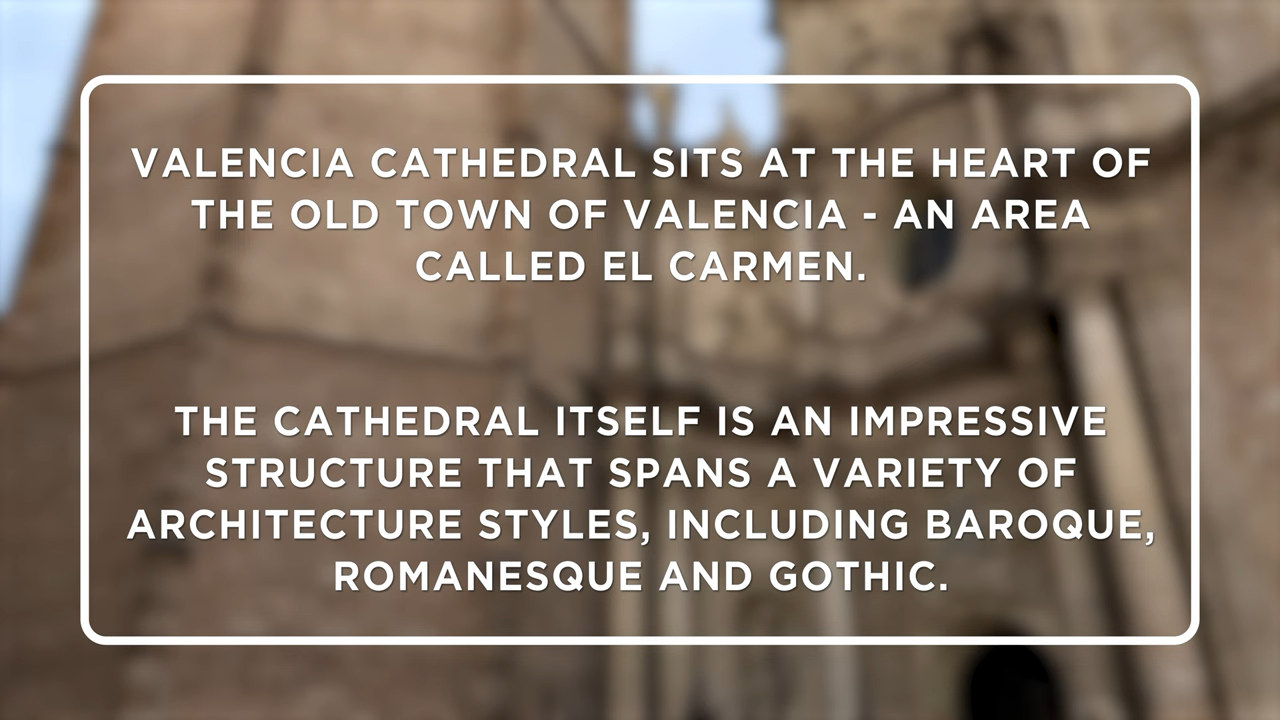 VALENCIA CATHEDRAL SITS AT THE HEART OF
THE OLD TOWN OF VALENCIA - AN AREA
CALLED EL CARMEN.
THE CATHEDRAL ITSELF IS AN IMPRESSIVE
STRUCTURE THAT SPANS A VARIETY OF
ARCHITECTURE STYLES, INCLUDING BAROQUE,
ROMANESQUE AND GOTHIC.